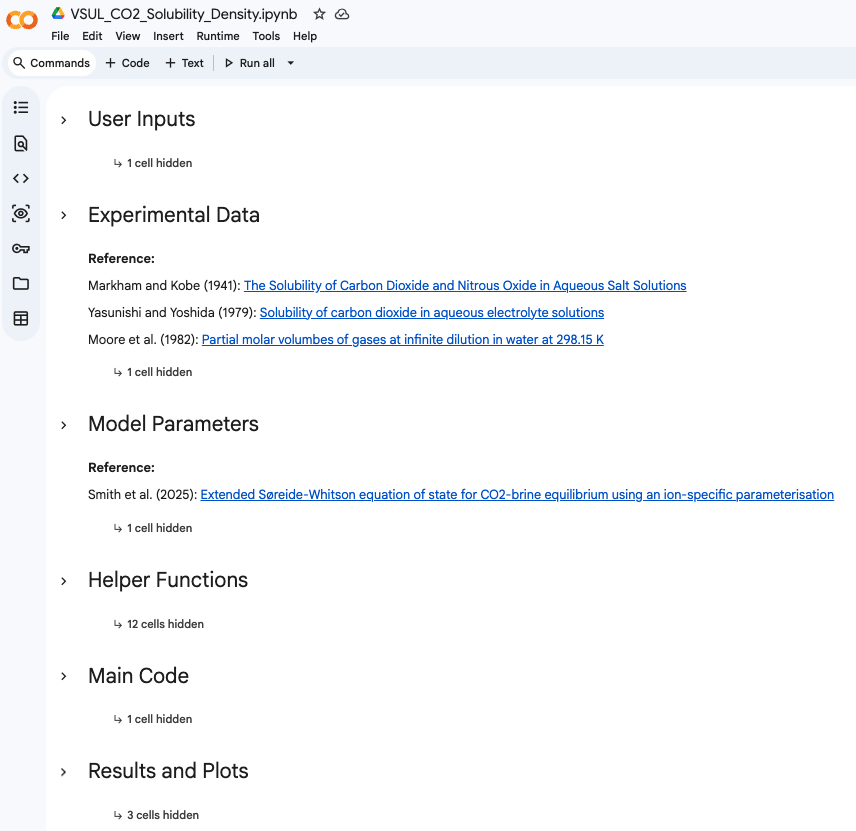 VSUL_CO2_Solubility_Density.ipynb
File Edit View Insert Runtime Tools Help
Commands + Code + Text Run all
User Inputs
1 cell hidden
Experimental Data
Reference:
Markham and Kobe (1941): The Solubility of Carbon Dioxide and Nitrous Oxide in Aqueous Salt Solutions
Yasunishi and Yoshida (1979): Solubility of carbon dioxide in aqueous electrolyte solutions
Moore et al. (1982): Partial molar volumbes of gases at infinite dilution in water at 298.15 K
1 cell hidden
Model Parameters
Reference:
Smith et al. (2025): Extended Søreide-Whitson equation of state for CO2-brine equilibrium using an ion-specific parameterisation
1 cell hidden
Helper Functions
12 cells hidden
Main Code
1 cell hidden
Results and Plots
3 cells hidden